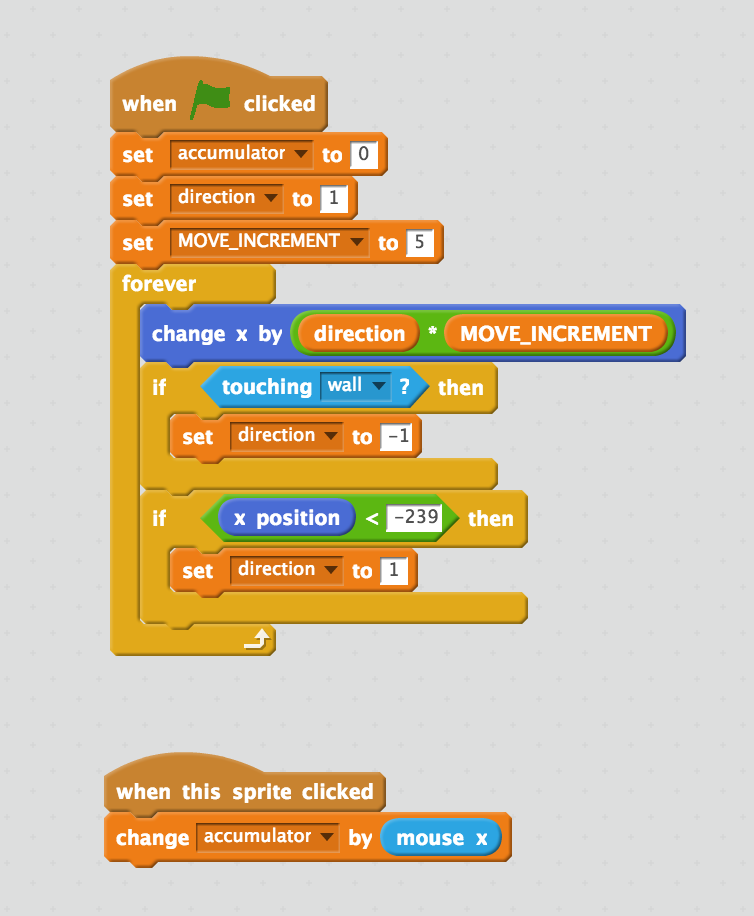 when clicked
set accumulator to 0
set direction to 1
set MOVE_INCREMENT to 5
forever
change x by direction * MOVE_INCREMENT
if touching wall ? then
set direction to -1
if x position < -239 then
set direction to 1
when this sprite clicked
change accumulator by mouse x